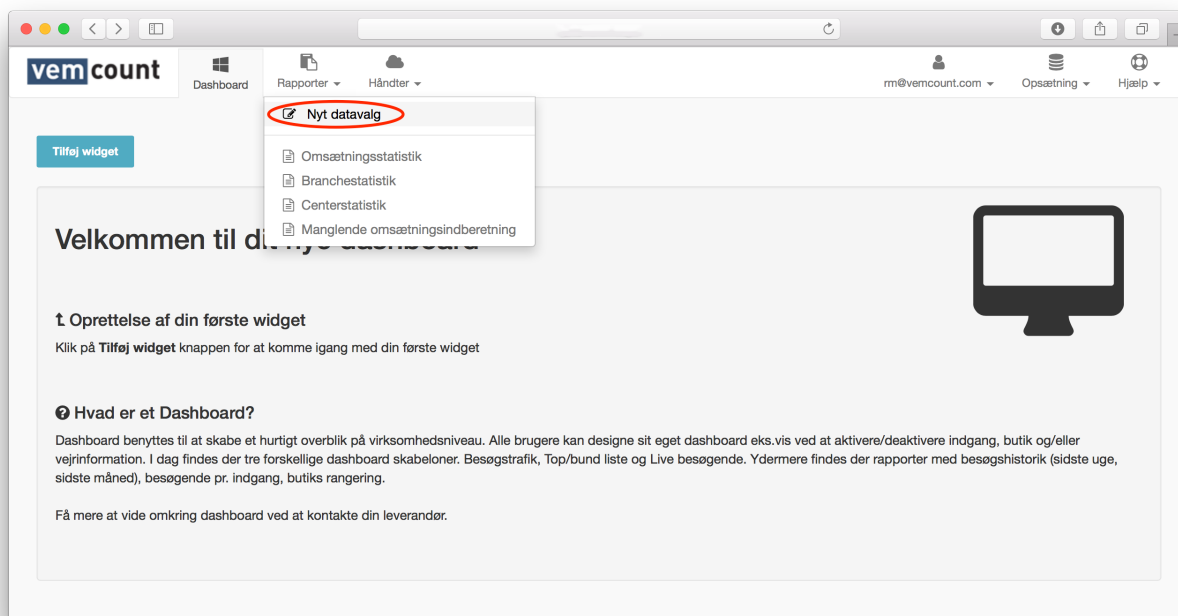 vemcount
Dashboard
Rapporter
Håndter
rm@vemcount.com
Opsætning
Hjælp
Nyt datavalg
Omsætningsstatistik
Branchestatistik
Centerstatistik
Manglende omsætningsindberetning
Tilføj widget
Velkommen til dit nye dashboard
Oprettelse af din første widget
Klik på Tilføj widget knappen for at komme igang med din første widget
Hvad er et Dashboard?
Dashboard benyttes til at skabe et hurtigt overblik på virksomhedsniveau. Alle brugere kan designe sit eget dashboard eks.vis ved at aktivere/deaktivere indgang, butik og/eller
vejrinformation. I dag findes der tre forskellige dashboard skabeloner. Besøgstrafik, Top/bund liste og Live besøgende. Ydermere findes der rapporter med besøgshistorik (sidste uge,
sidste måned), besøgende pr. indgang, butiks rangering.
Få mere at vide omkring dashboard ved at kontakte din leverandør.